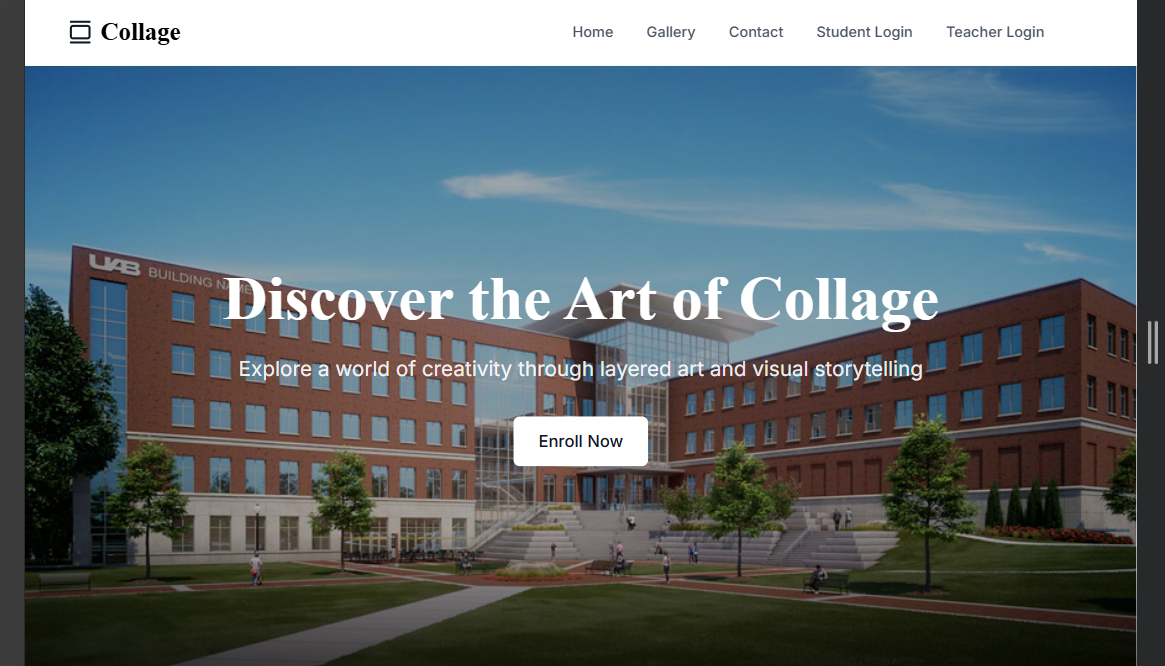 Collage
Home Gallery Contact Student Login Teacher Login
UAB BUILDING NAME
Discover the Art of Collage
Explore a world of creativity through layered art and visual storytelling
Enroll Now